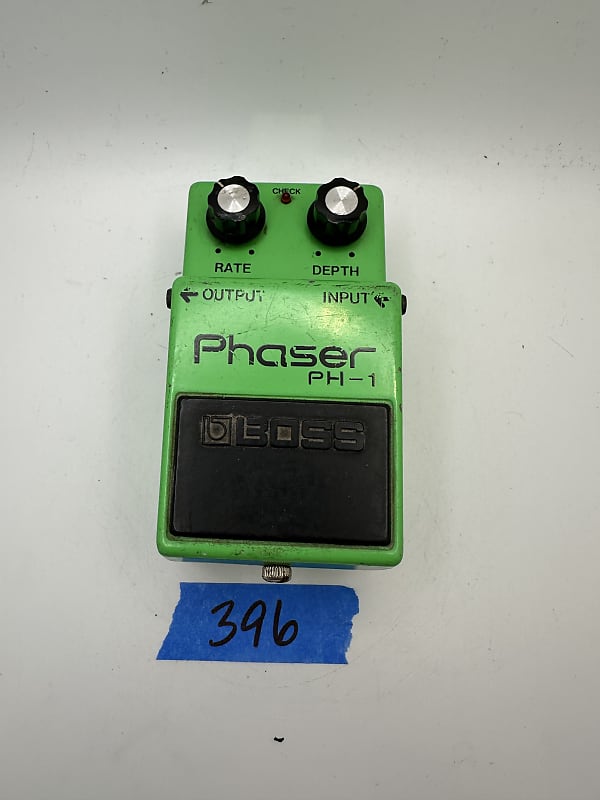 CHECK
RATE DEPTH
← OUTPUT INPUT ←
Phaser
PH-1
BOSS
396